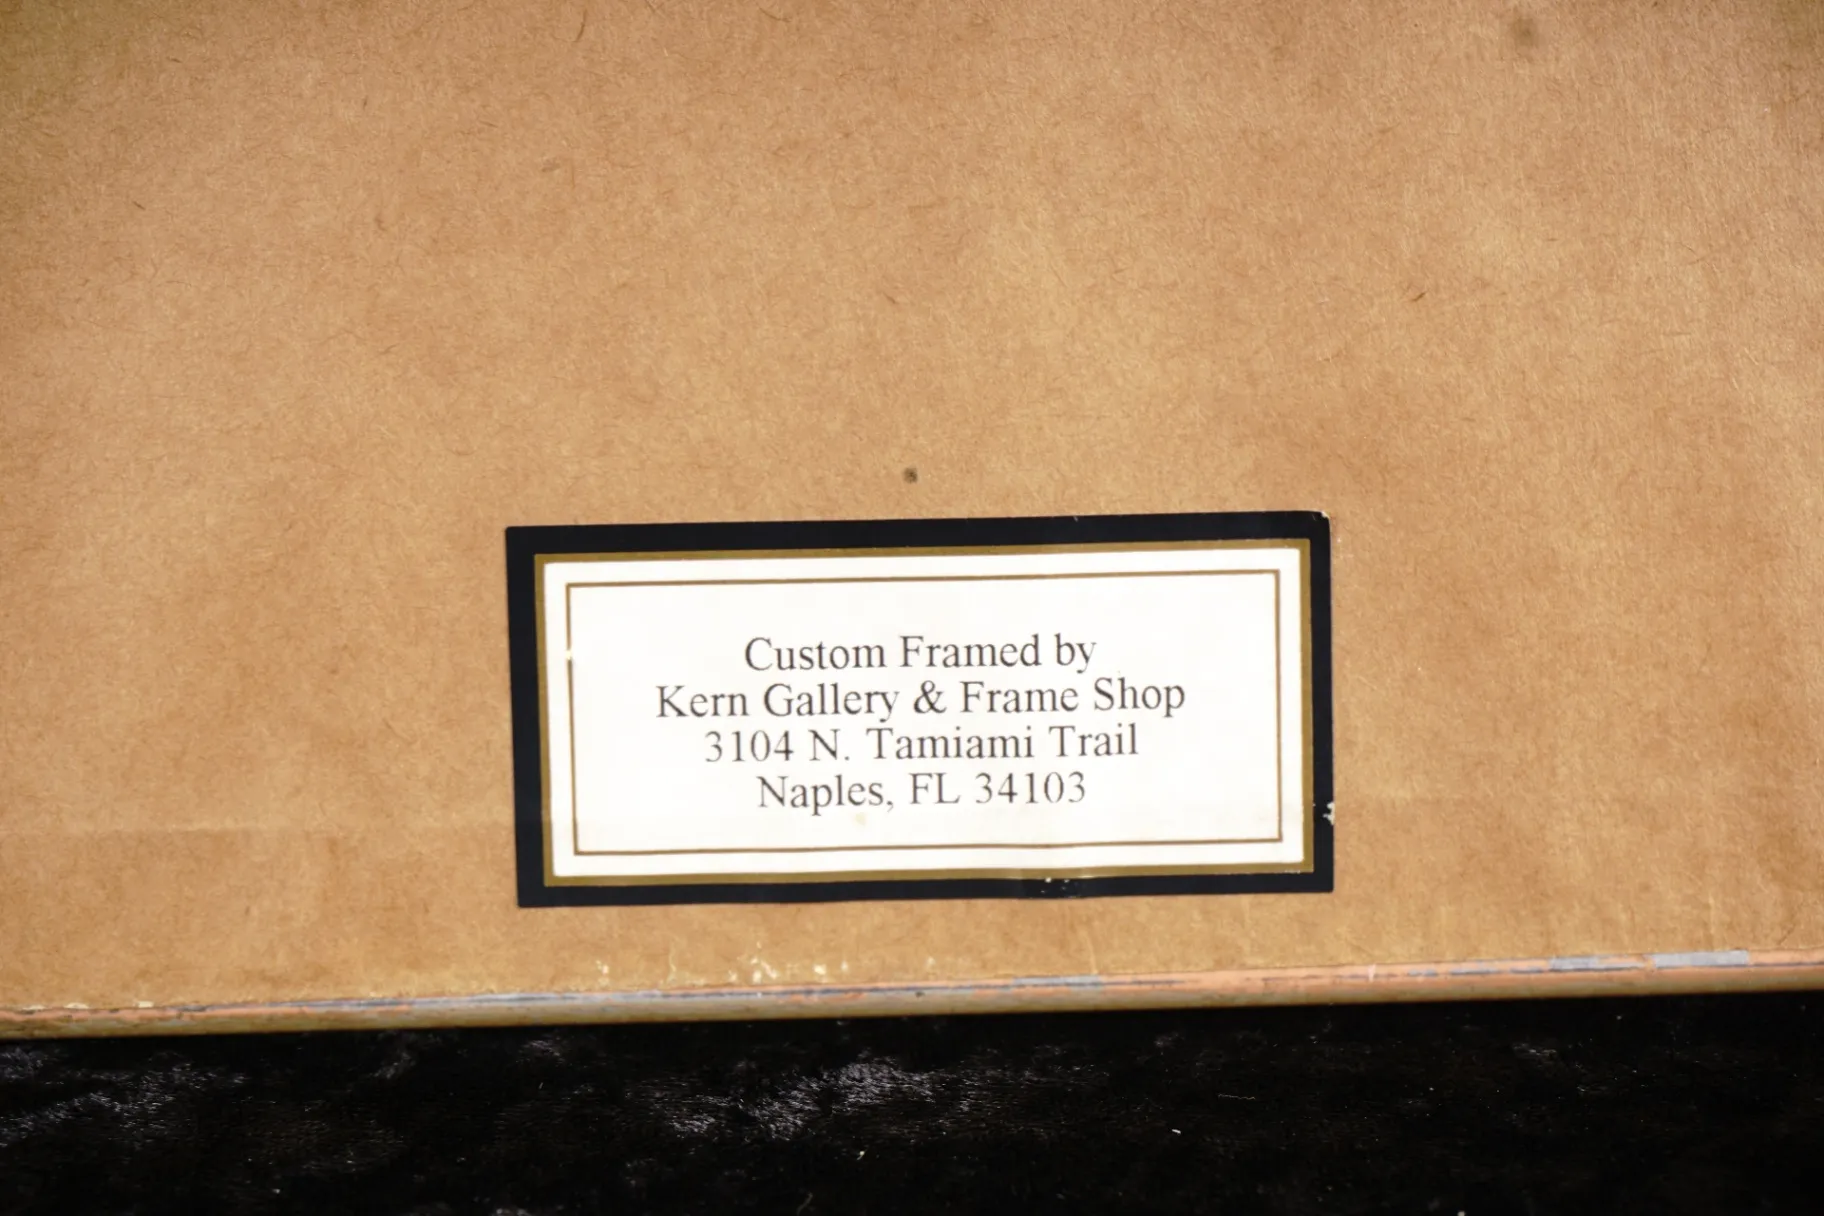 Custom Framed by
Kern Gallery & Frame Shop
3104 N. Tamiami Trail
Naples, FL 34103